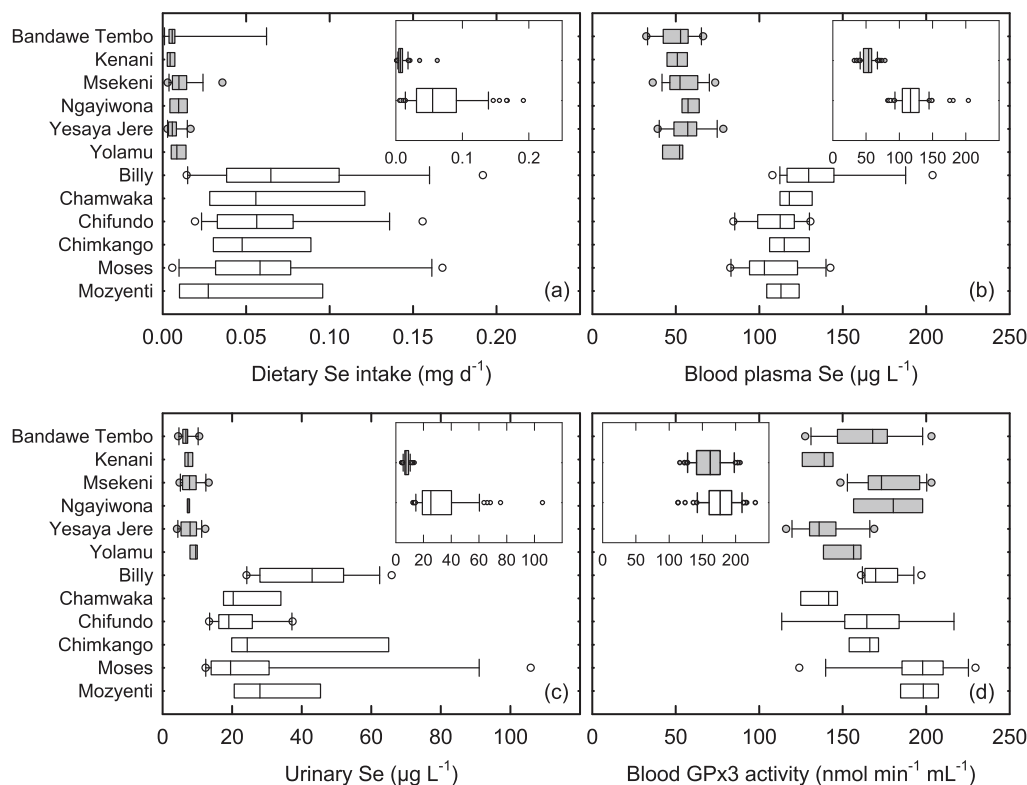 Bandawe Tembo
Kenani
Msekeni
Ngayiwona
Yesaya Jere
Yolamu
Billy
Chamwaka
Chifundo
Chimkango
Moses
Mozyenti
0.0 0.1 0.2
(a)
0.00 0.05 0.10 0.15 0.20
Dietary Se intake (mg d⁻¹)
0 50 100 150 200
(b)
0 50 100 150 200 250
Blood plasma Se (µg L⁻¹)
Bandawe Tembo
Kenani
Msekeni
Ngayiwona
Yesaya Jere
Yolamu
Billy
Chamwaka
Chifundo
Chimkango
Moses
Mozyenti
0 20 40 60 80 100
(c)
0 20 40 60 80 100
Urinary Se (µg L⁻¹)
0 50 100 150 200
(d)
0 50 100 150 200 250
Blood GPx3 activity (nmol min⁻¹ mL⁻¹)